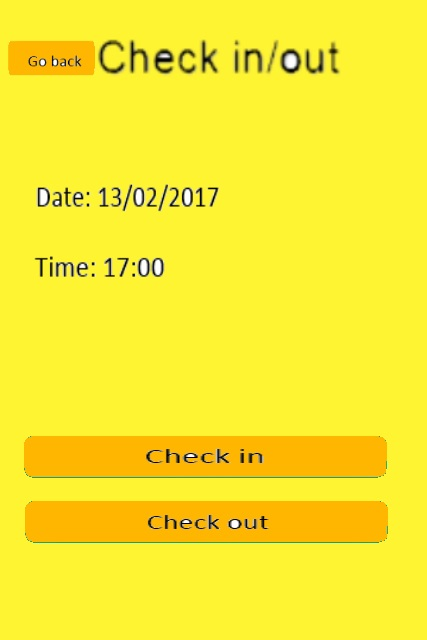 Go back Check in/out
Date: 13/02/2017
Time: 17:00
Check in
Check out